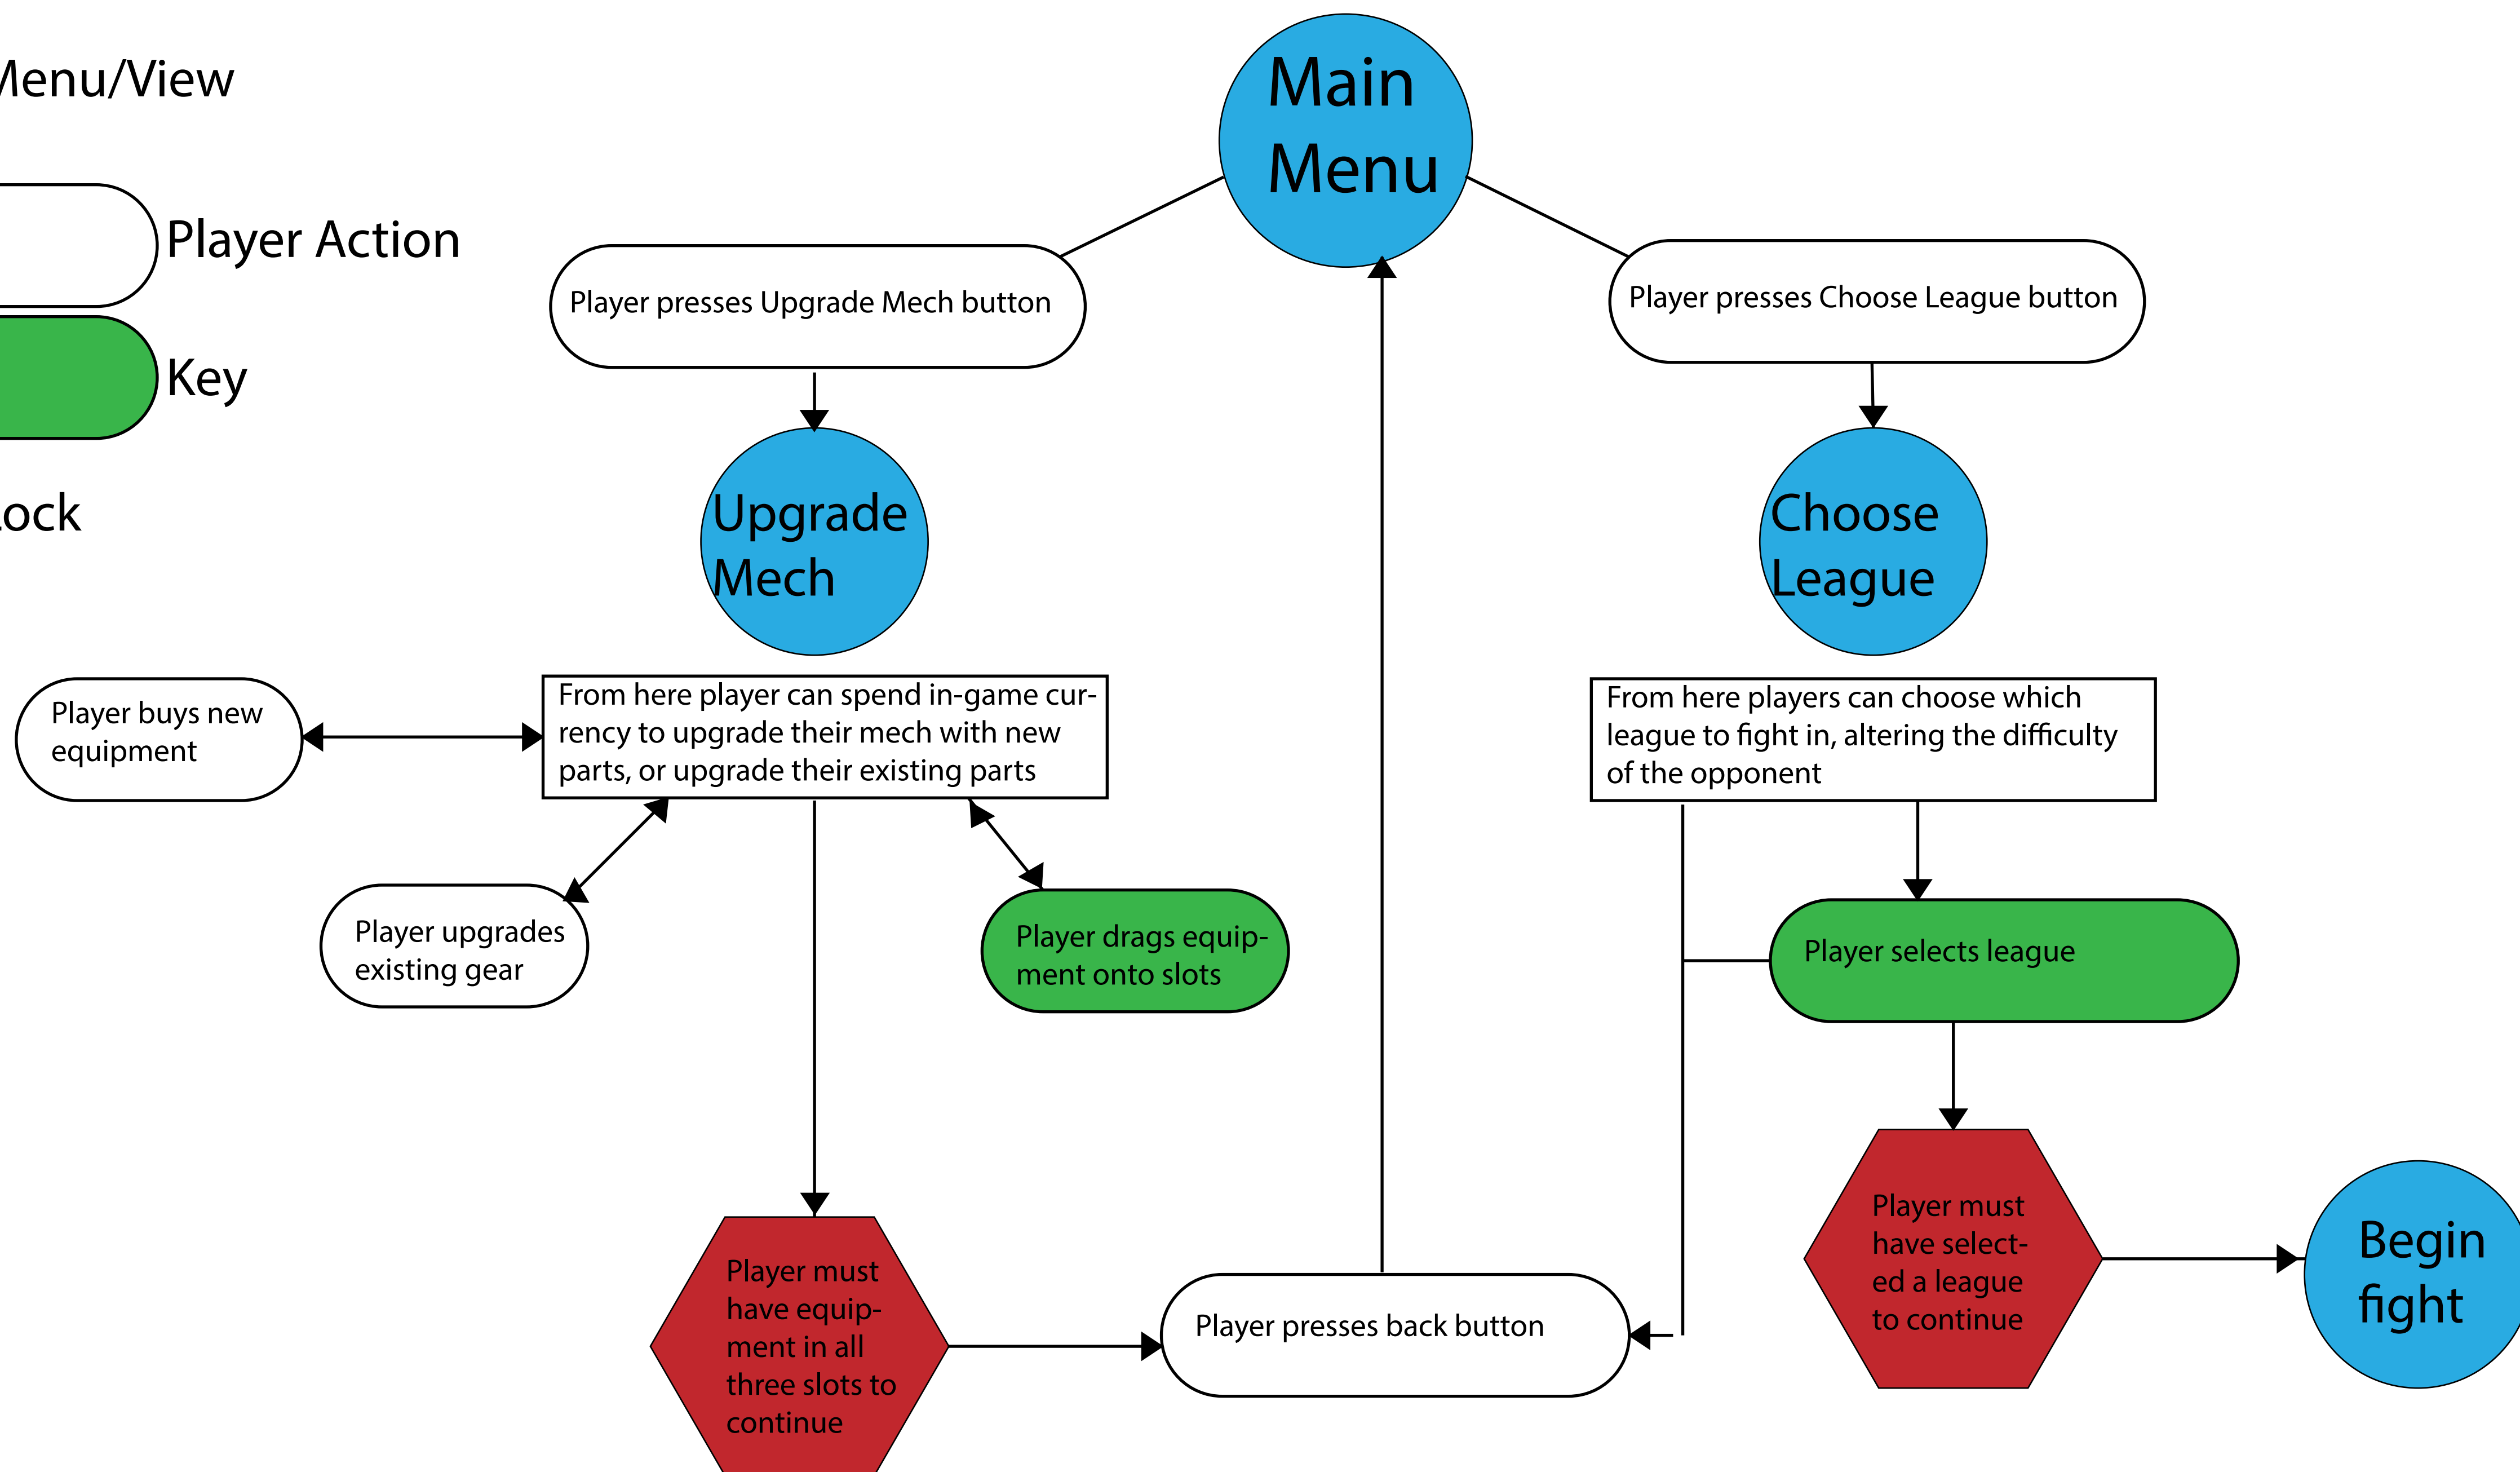 Main
Menu
Menu/View
Player Action
Key
ock
Player presses Upgrade Mech button
Player presses Choose League button
Upgrade
Mech
Choose
League
Player buys new
equipment
From here player can spend in-game cur-
rency to upgrade their mech with new
parts, or upgrade their existing parts
From here players can choose which
league to fight in, altering the difficulty
of the opponent
Player upgrades
existing gear
Player drags equip-
ment onto slots
Player selects league
Player must
have equip-
ment in all
three slots to
continue
Player presses back button
Player must
have select-
ed a league
to continue
Begin
fight